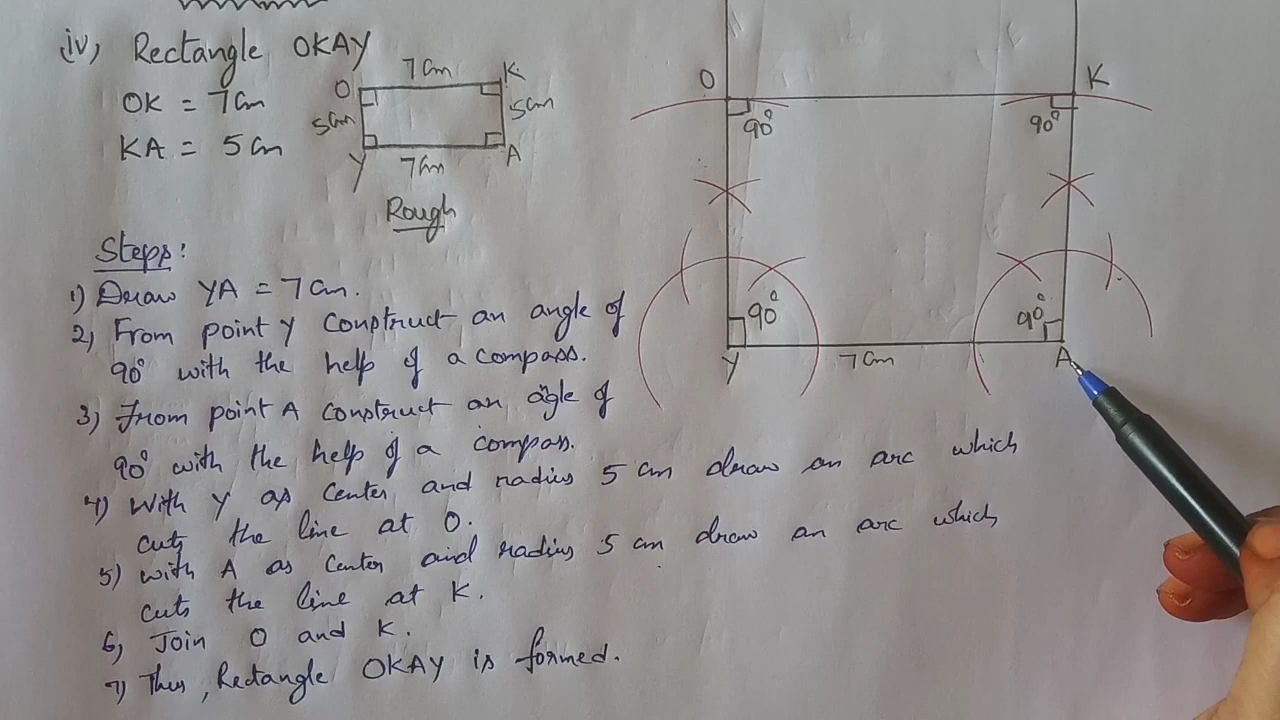 iv) Rectangle OKAY
OK = 7cm
KA = 5cm
7cm
O
K
5cm
5cm
Y
A
7cm
Rough
Steps:
1) Draw YA = 7cm.
2) From point Y construct an angle of
90° with the help of a compass.
3) From point A construct an agle of
90° with the help of a compass.
4) With Y as center and radius 5 cm draw an arc which
cuts the line at O.
5) with A as center and radius 5 cm draw an arc which
cuts the line at K.
6) Join O and K.
7) Thus, Rectangle OKAY is formed.
O
K
90°
90°
90°
90°
Y
7cm
A